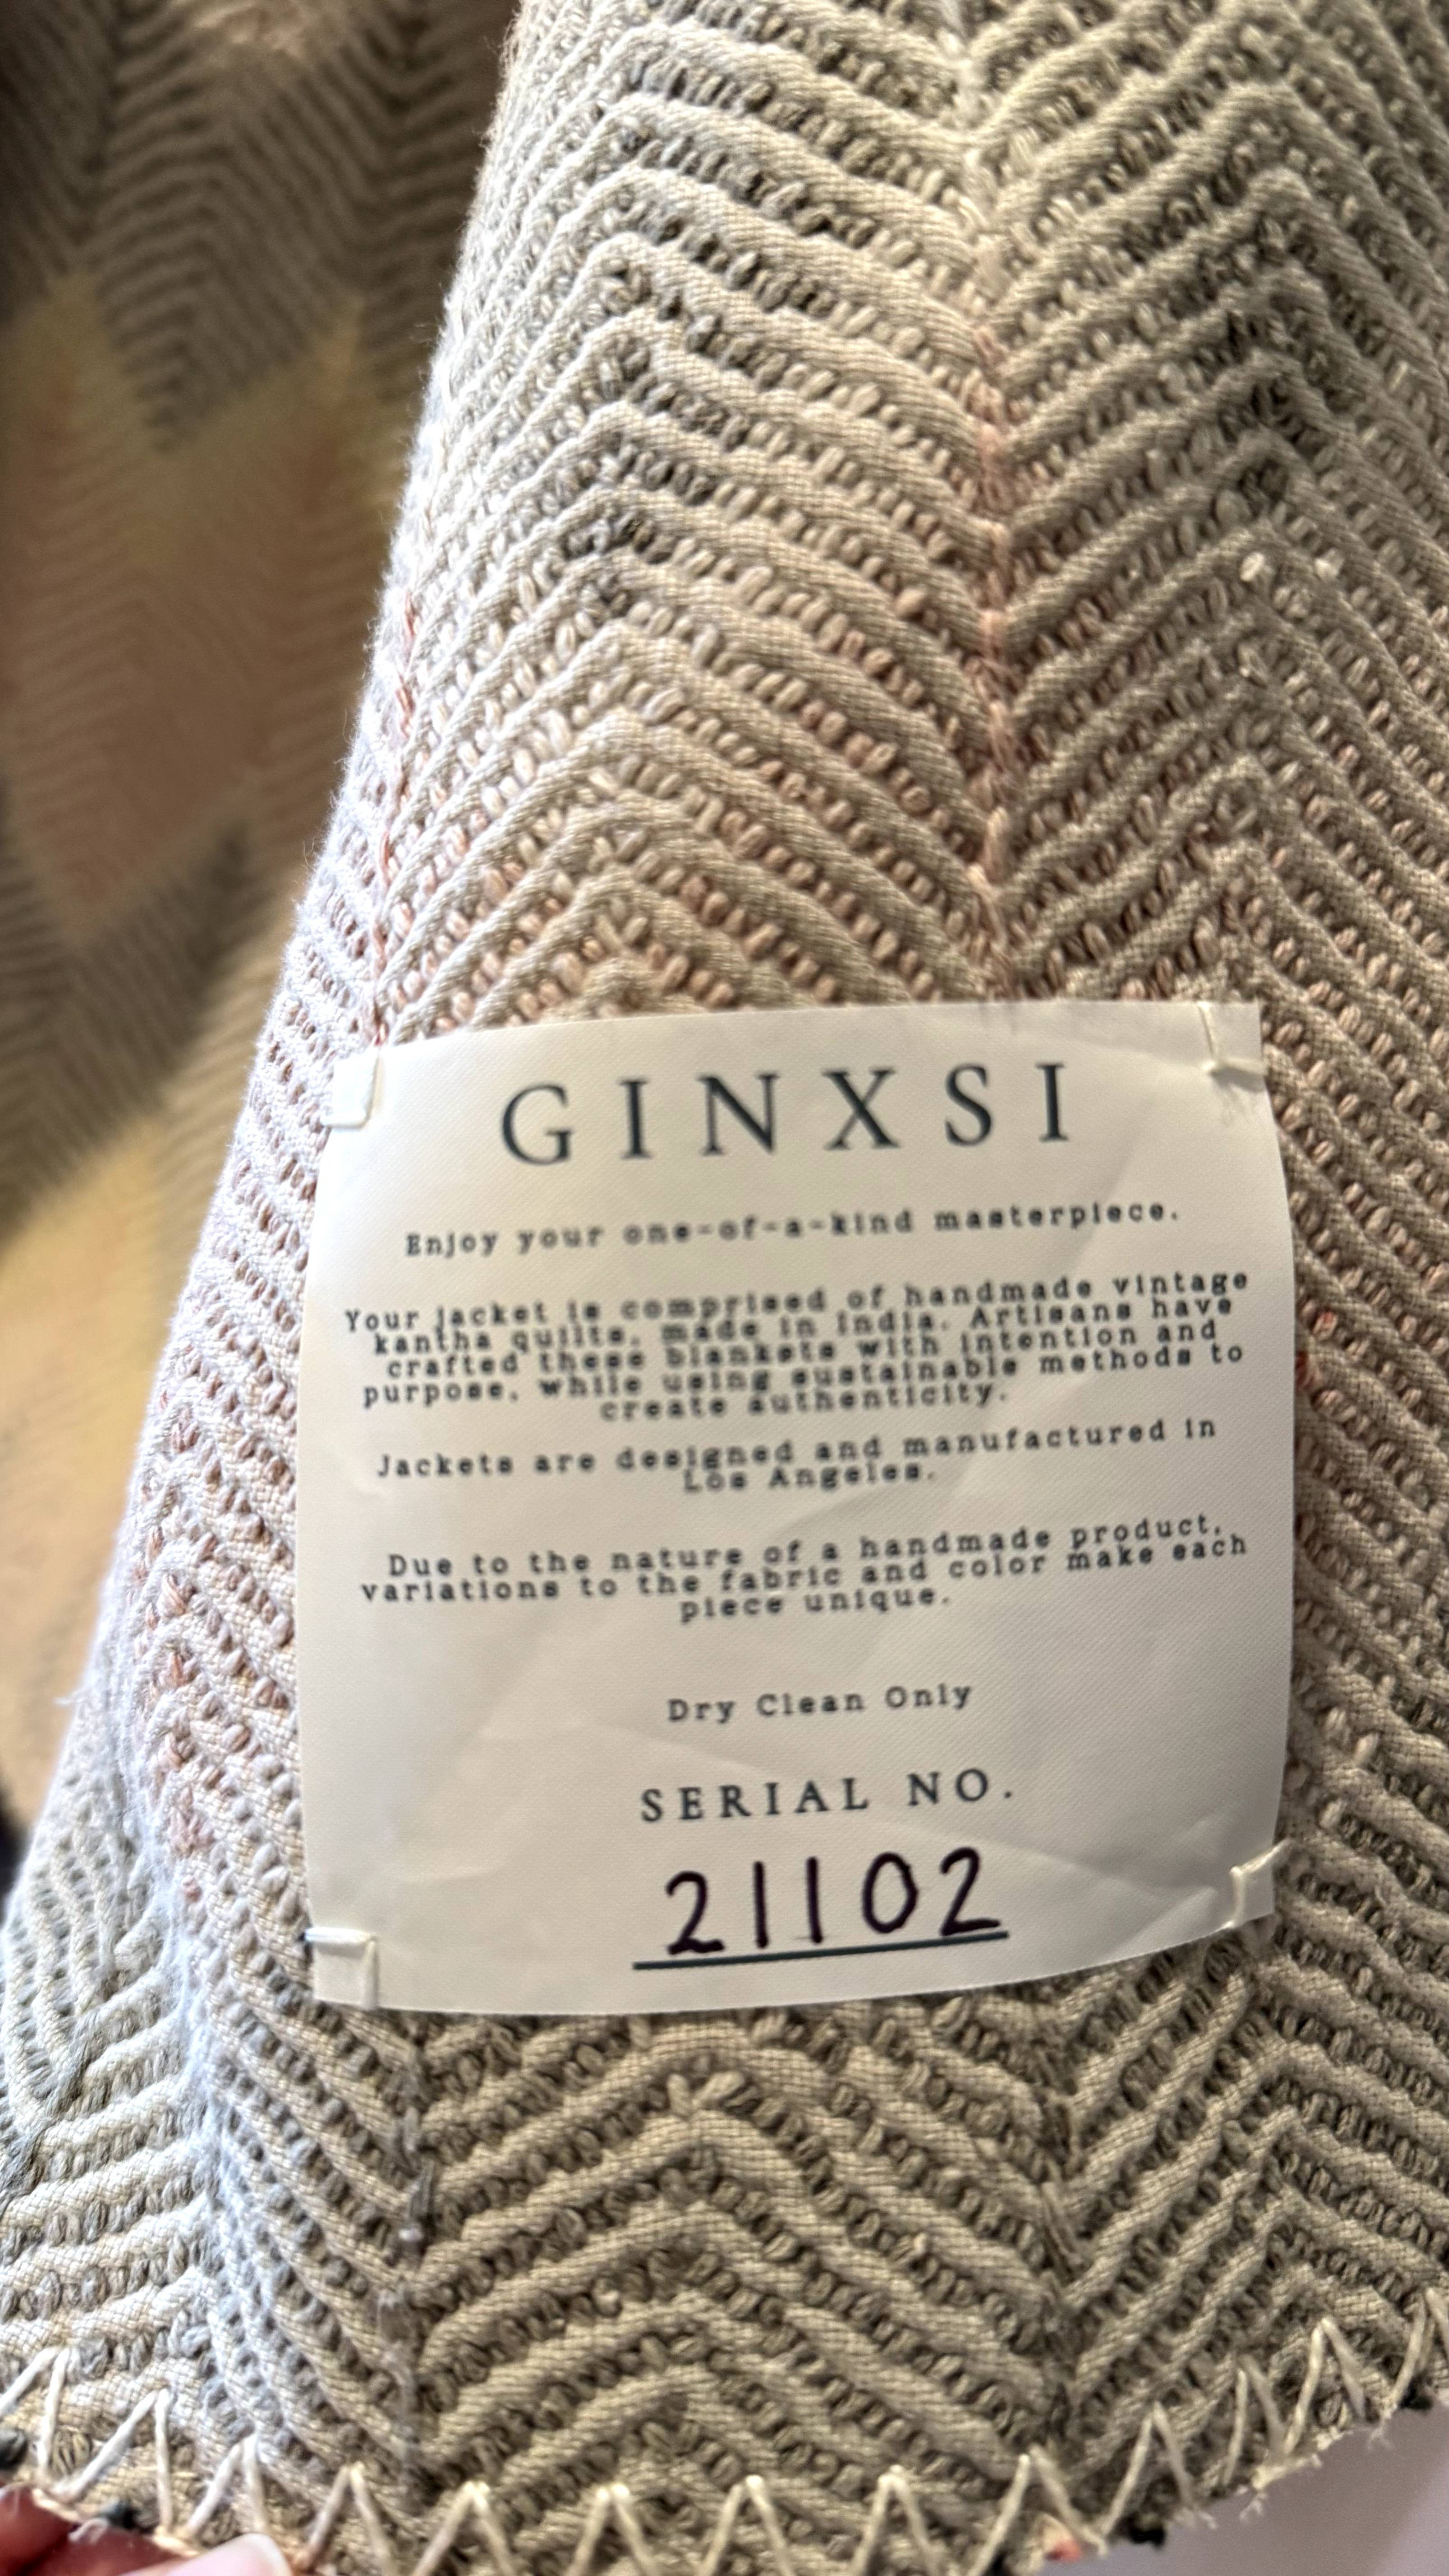 GINXSI
Enjoy your one-of-a-kind masterpiece.
Your jacket is comprised of handmade vintage
kantha quilts, made in India. Artisans have
crafted these blankets with intention and
purpose, while using sustainable methods to
create authenticity.
Jackets are designed and manufactured in
Los Angeles.
Due to the nature of a handmade product,
variations to the fabric and color make each
piece unique.
Dry Clean Only
SERIAL NO.
21102